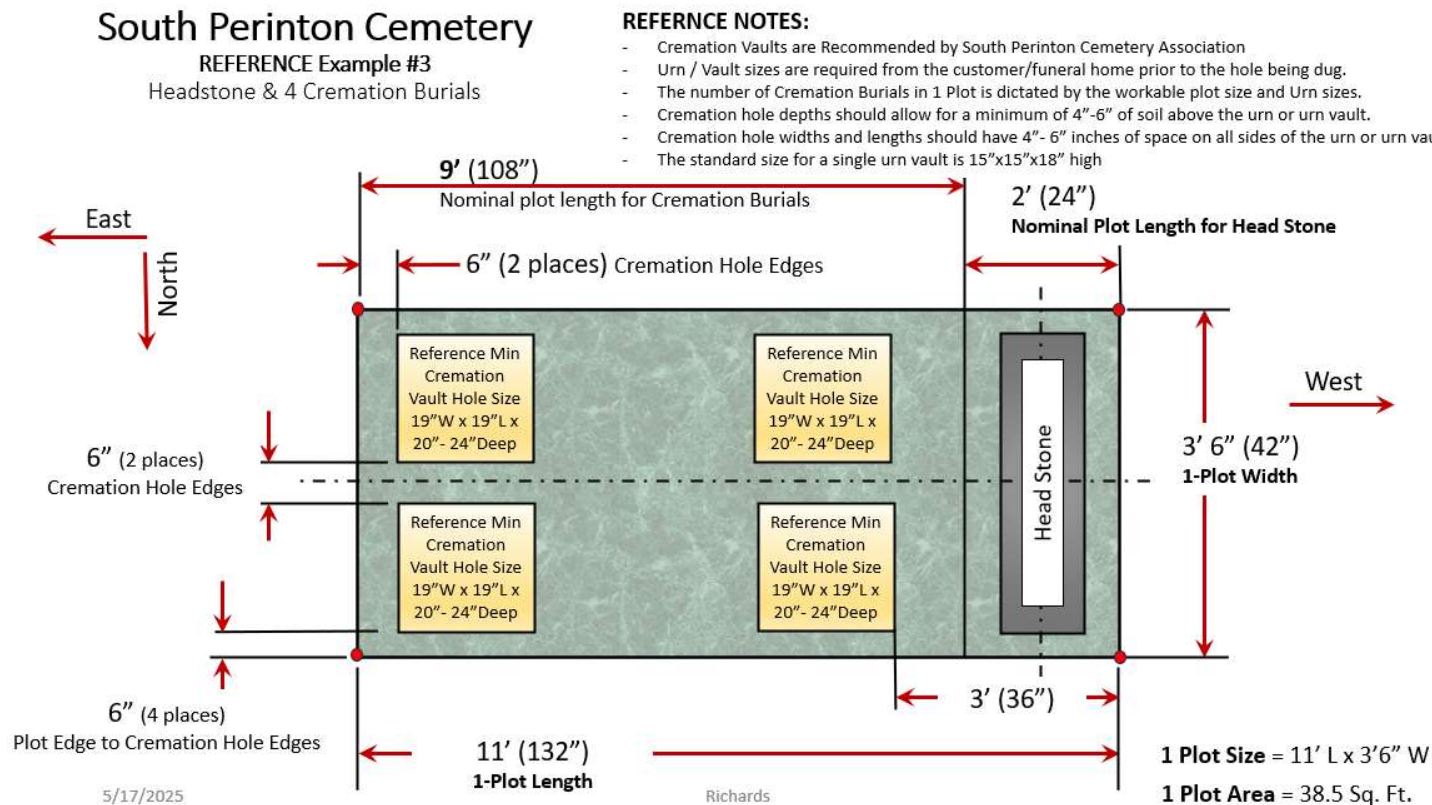 South Perinton Cemetery
REFERENCE Example #3
Headstone & 4 Cremation Burials
REFERNCE NOTES:
- Cremation Vaults are Recommended by South Perinton Cemetery Association
- Urn / Vault sizes are required from the customer/funeral home prior to the hole being dug.
- The number of Cremation Burials in 1 Plot is dictated by the workable plot size and Urn sizes.
- Cremation hole depths should allow for a minimum of 4”-6” of soil above the urn or urn vault.
- Cremation hole widths and lengths should have 4”- 6” inches of space on all sides of the urn or urn vau
- The standard size for a single urn vault is 15”x15”x18” high
9’ (108”)
Nominal plot length for Cremation Burials
2’ (24”)
Nominal Plot Length for Head Stone
East
North
6” (2 places) Cremation Hole Edges
Reference Min
Cremation
Vault Hole Size
19”W x 19”L x
20”- 24”Deep
Reference Min
Cremation
Vault Hole Size
19”W x 19”L x
20”- 24”Deep
West
6” (2 places)
Cremation Hole Edges
Head Stone
3’ 6” (42”)
1-Plot Width
Reference Min
Cremation
Vault Hole Size
19”W x 19”L x
20”- 24”Deep
Reference Min
Cremation
Vault Hole Size
19”W x 19”L x
20”- 24”Deep
6” (4 places)
Plot Edge to Cremation Hole Edges
3’ (36”)
11’ (132”)
1-Plot Length
1 Plot Size = 11’ L x 3’6” W
1 Plot Area = 38.5 Sq. Ft.
5/17/2025
Richards